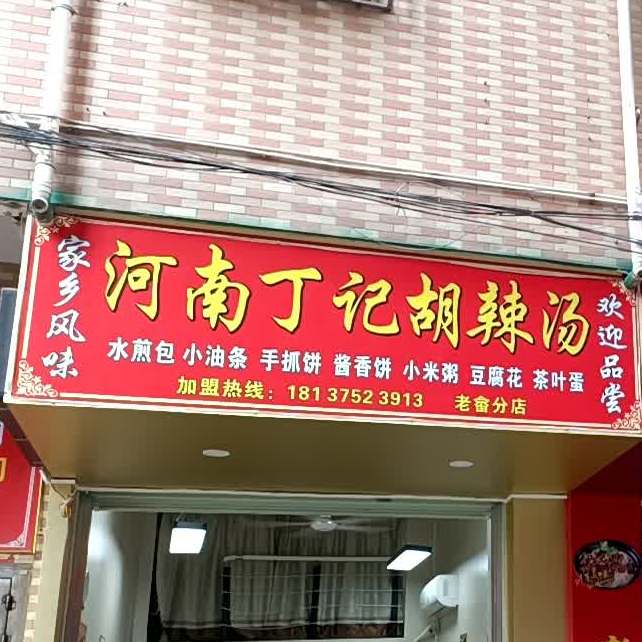 家乡风味
河南丁记胡辣汤
欢迎品尝
水煎包 小油条 手抓饼 酱香饼 小米粥 豆腐花 茶叶蛋
加盟热线：181 3752 3913 老畲分店